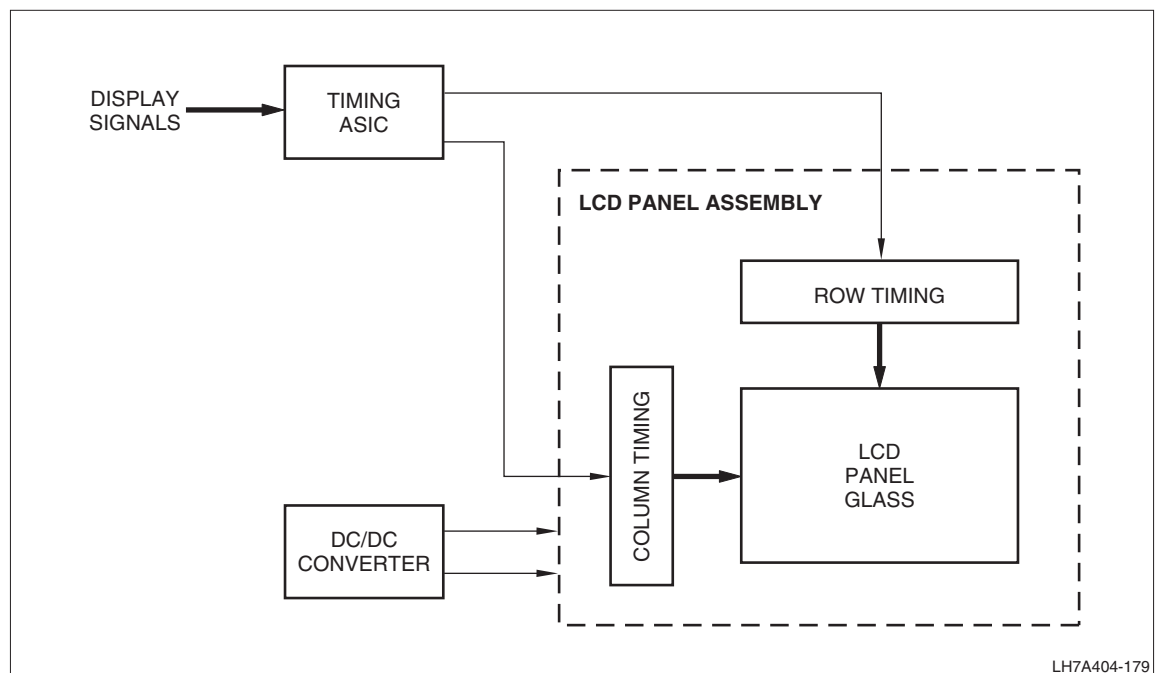 DISPLAY
SIGNALS
TIMING
ASIC
LCD PANEL ASSEMBLY
ROW TIMING
COLUMN TIMING
LCD
PANEL
GLASS
DC/DC
CONVERTER
LH7A404-179